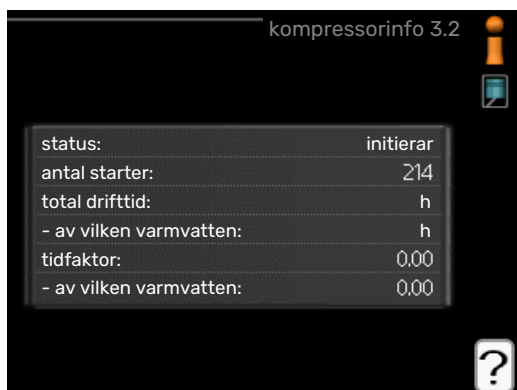 kompressorinfo 3.2
status: initierar
antal starter: 214
total drifttid: h
- av vilken varmvatten: h
tidfaktor: 0,00
- av vilken varmvatten: 0,00
?